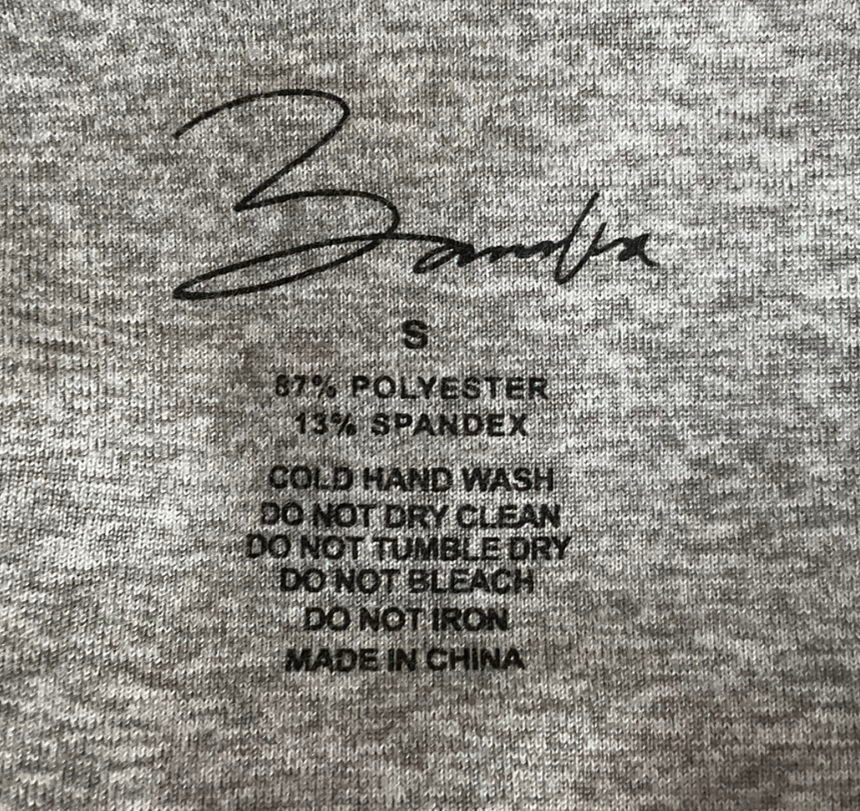 S
87% POLYESTER
13% SPANDEX
COLD HAND WASH
DO NOT DRY CLEAN
DO NOT TUMBLE DRY
DO NOT BLEACH
DO NOT IRON
MADE IN CHINA